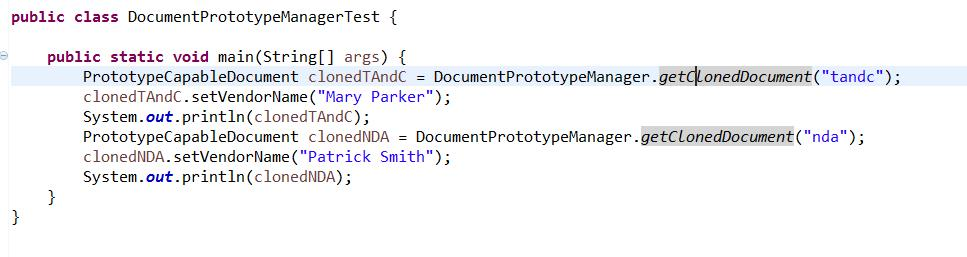 public class DocumentPrototypeManagerTest {
public static void main(String[] args) {
PrototypeCapableDocument clonedTAndC = DocumentPrototypeManager.getClonedDocument("tandc");
clonedTAndC.setVendorName("Mary Parker");
System.out.println(clonedTAndC);
PrototypeCapableDocument clonedNDA = DocumentPrototypeManager.getClonedDocument("nda");
clonedNDA.setVendorName("Patrick Smith");
System.out.println(clonedNDA);
}
}